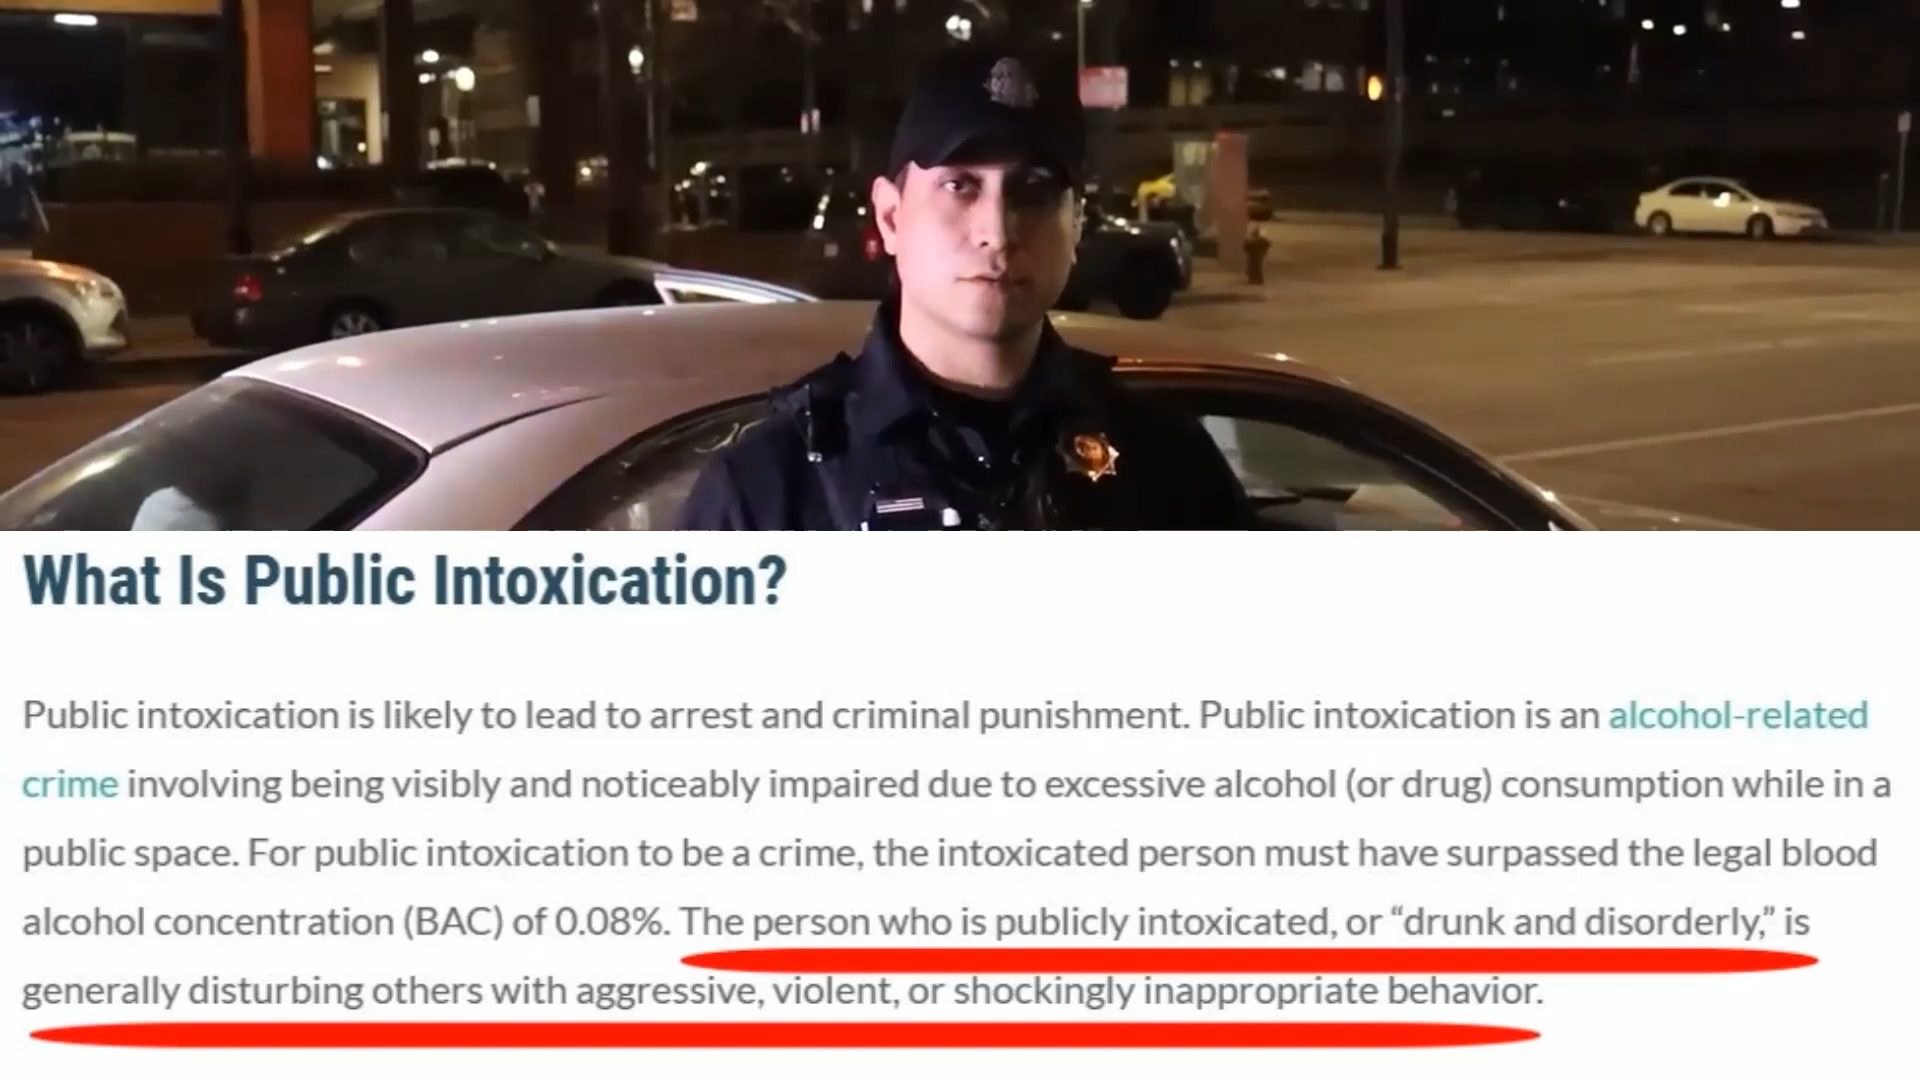 What Is Public Intoxication?
Public intoxication is likely to lead to arrest and criminal punishment. Public intoxication is an alcohol-related
crime involving being visibly and noticeably impaired due to excessive alcohol (or drug) consumption while in a
public space. For public intoxication to be a crime, the intoxicated person must have surpassed the legal blood
alcohol concentration (BAC) of 0.08%. The person who is publicly intoxicated, or “drunk and disorderly,” is
generally disturbing others with aggressive, violent, or shockingly inappropriate behavior.